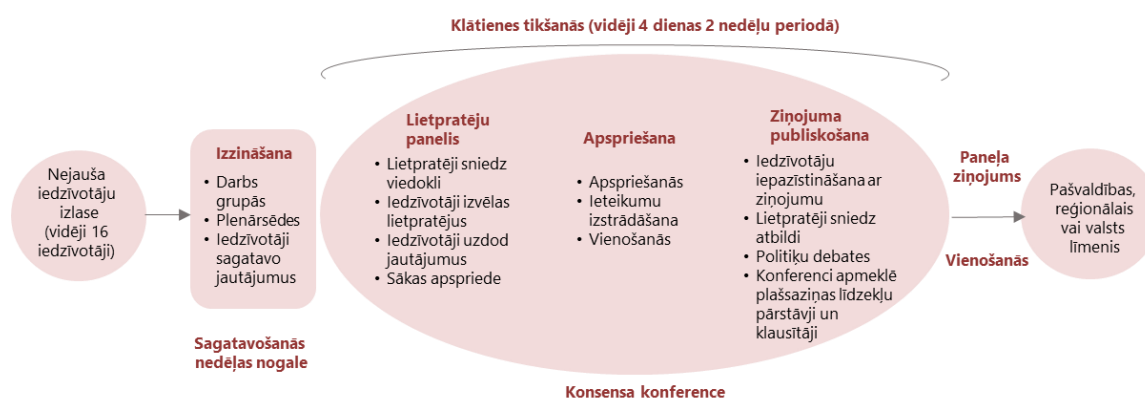 Klātienes tikšanās (vidēji 4 dienas 2 nedēļu periodā)
Nejauša
iedzīvotāju
izlase
(vidēji 16
iedzīvotāji)
Izzināšana
• Darbs
grupās
• Plenārsēdes
• Iedzīvotāji
sagatavo
jautājumus
Sagatavošanās
nedēļas nogale
Lietpratēju
panelis
• Lietpratēji sniedz
viedokli
• Iedzīvotāji izvēlas
lietpratējus
• Iedzīvotāji uzdod
jautājumus
• Sākas apspriede
Apspriešana
• Apspriešanās
• Ieteikumu
izstrādāšana
• Vienošanās
Ziņojuma
publiskošana
• Iedzīvotāju
iepazīstināšana ar
ziņojumu
• Lietpratēji sniedz
atbildi
• Politiķu debates
• Konferenci apmeklē
plašsaziņas līdzekļu
pārstāvji un
klausītāji
Konsensa konference
Paneļa
ziņojums
Vienošanās
Pašvaldības,
reģionālais
vai valsts
līmenis